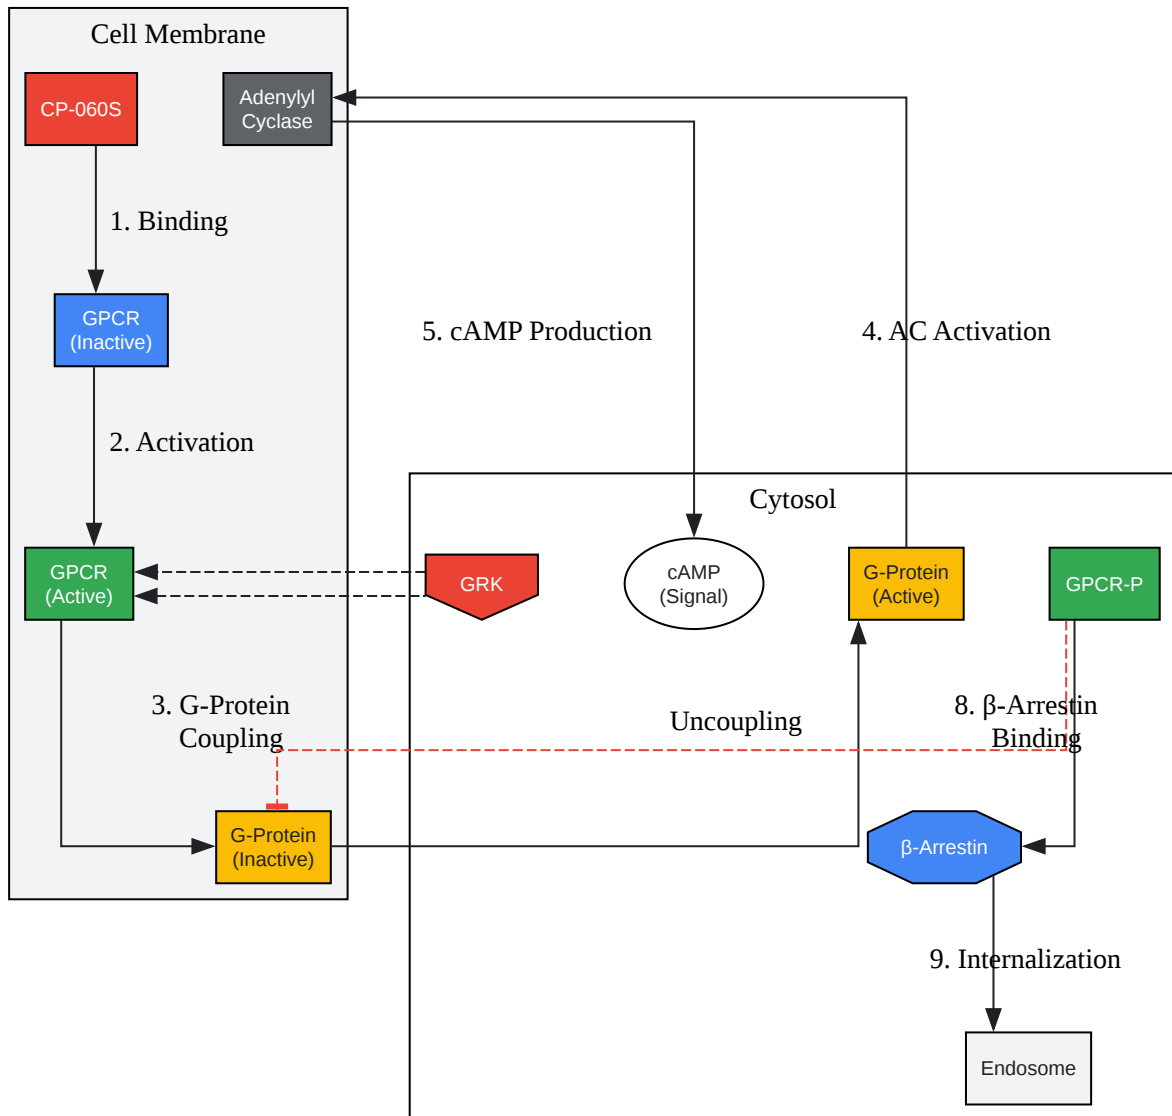 Cell Membrane
CP-060S
Adenylyl
Cyclase
1. Binding
GPCR
(Inactive)
5. cAMP Production
4. AC Activation
2. Activation
Cytosol
GPCR
(Active)
GRK
cAMP
(Signal)
G-Protein
(Active)
GPCR-P
3. G-Protein
Coupling
Uncoupling
8. β-Arrestin
Binding
G-Protein
(Inactive)
β-Arrestin
9. Internalization
Endosome